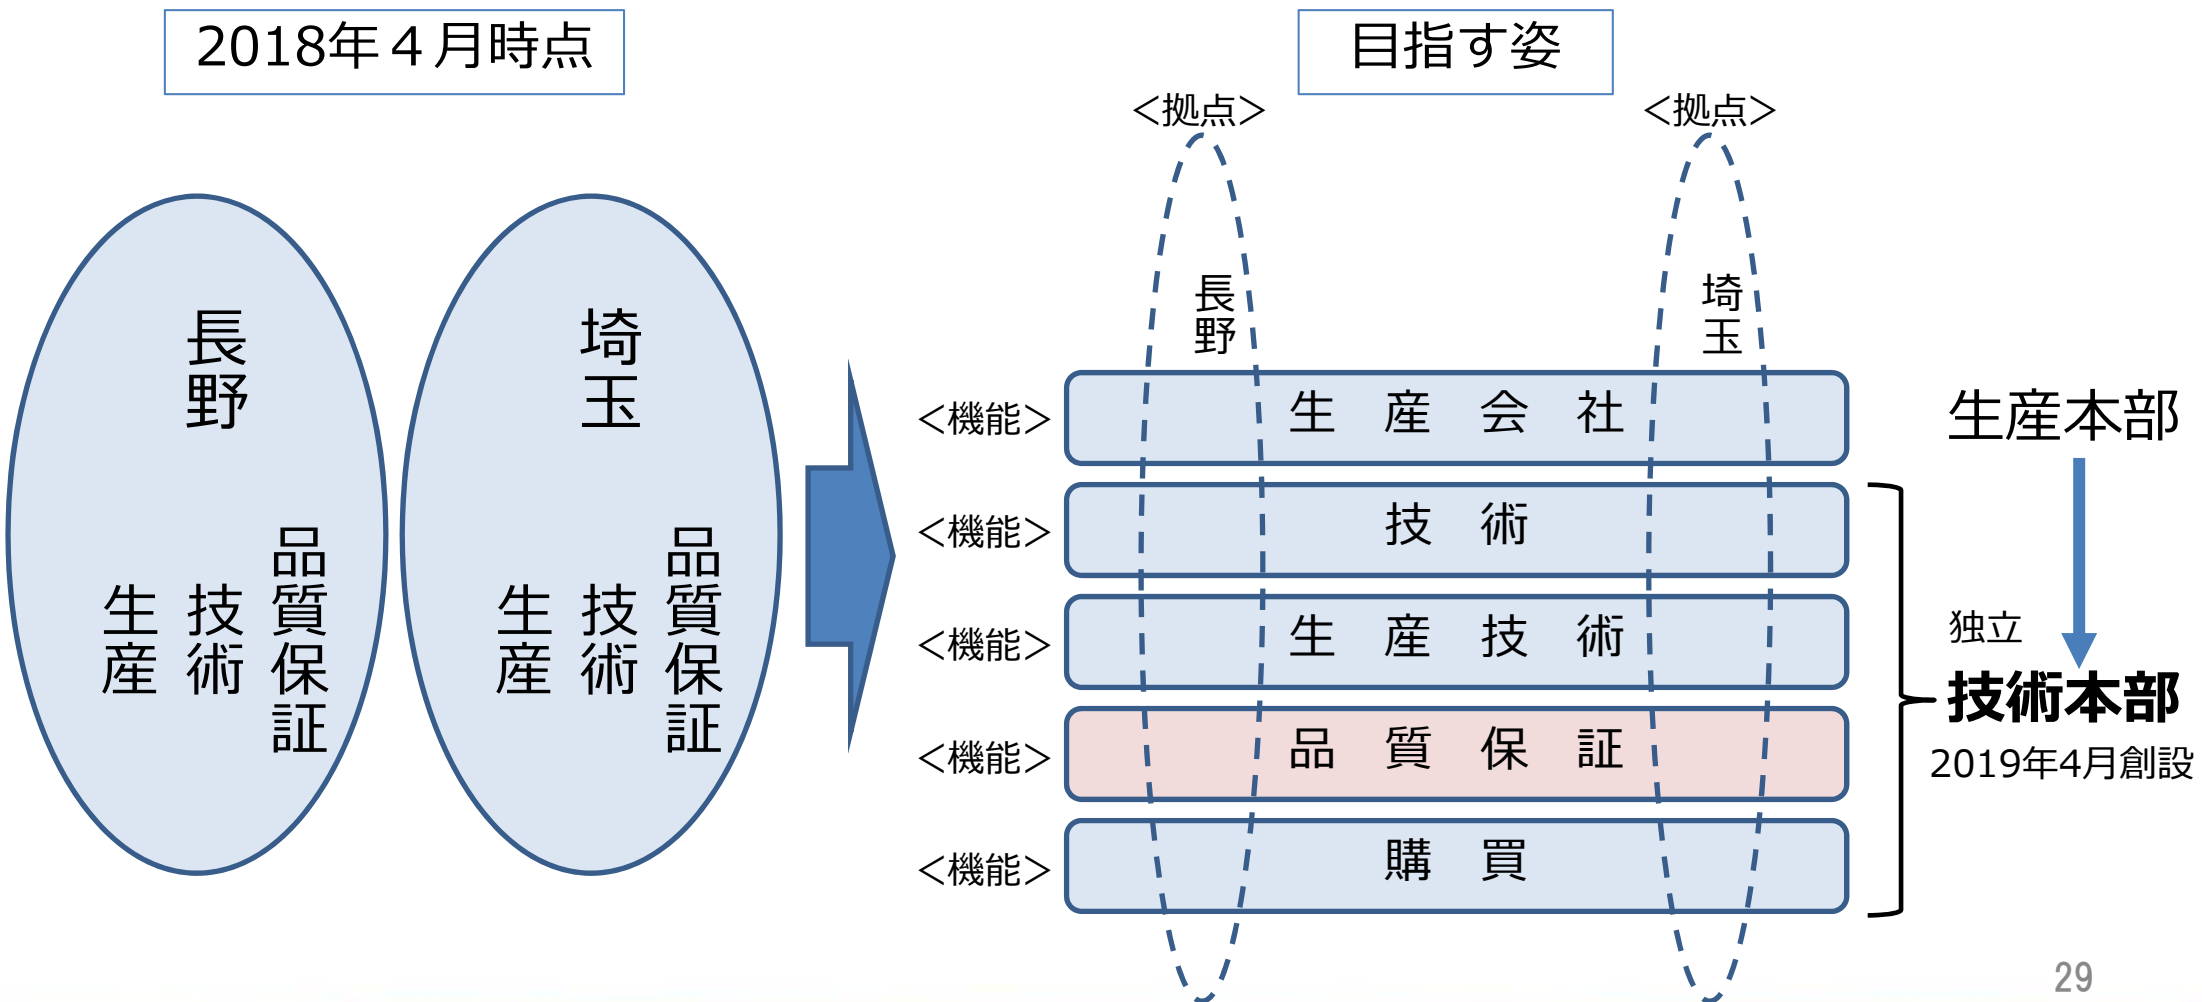 2018年４月時点
長野
品質保証
技術
生産
埼玉
品質保証
技術
生産
目指す姿
＜拠点＞
＜拠点＞
長野
埼玉
＜機能＞
生産会社
＜機能＞
技術
＜機能＞
生産技術
＜機能＞
品質保証
＜機能＞
購買
生産本部
独立
技術本部
2019年4月創設
29